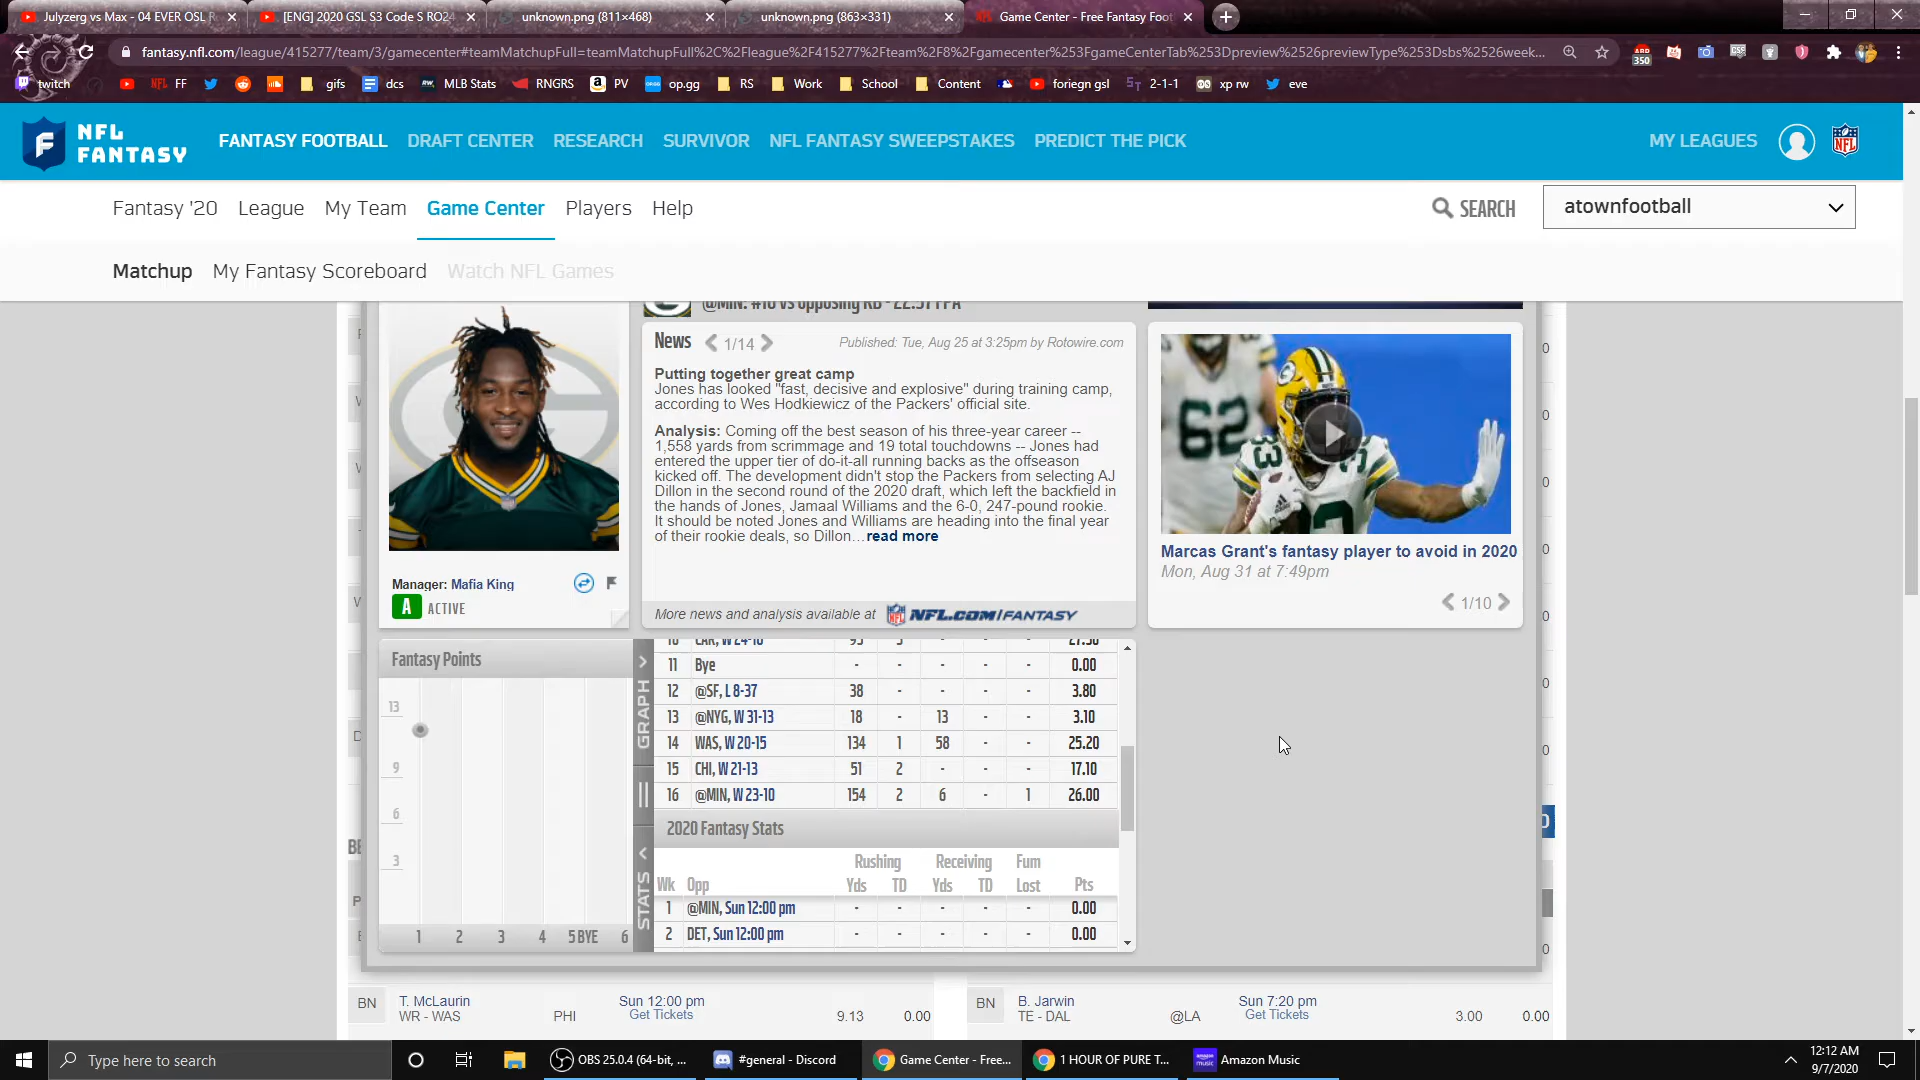 Julyzerg vs Max - 04 EVER OSL R
[ENG] 2020 GSL S3 Code S RO24
unknown.png (811×468)
unknown.png (863×331)
Game Center - Free Fantasy Foot
fantasy.nfl.com/league/415277/team/3/gamecenter#teamMatchupFull=teamMatchupFull%2C%2Fleague%2F415277%2Fteam%2F8%2Fgamecenter%253FgameCenterTab%253Dpreview%2526previewType%253Dsbs%2526week...
350
twitch
NFL FF
gifs
dcs
MLB Stats
RNGRS
PV
op.gg
RS
Work
School
Content
foriegn gsl
2-1-1
xp rw
eve
NFL FANTASY
FANTASY FOOTBALL DRAFT CENTER RESEARCH SURVIVOR NFL FANTASY SWEEPSTAKES PREDICT THE PICK MY LEAGUES
Fantasy '20 League My Team Game Center Players Help SEARCH atownfootball
Matchup My Fantasy Scoreboard Watch NFL Games
News 1/14 Published: Tue, Aug 25 at 3:25pm by Rotowire.com
Putting together great camp
Jones has looked "fast, decisive and explosive" during training camp,
according to Wes Hodkiewicz of the Packers' official site.
Analysis: Coming off the best season of his three-year career --
1,558 yards from scrimmage and 19 total touchdowns -- Jones had
entered the upper tier of do-it-all running backs as the offseason
kicked off. The development didn't stop the Packers from selecting AJ
Dillon in the second round of the 2020 draft, which left the backfield in
the hands of Jones, Jamaal Williams and the 6-0, 247-pound rookie.
It should be noted Jones and Williams are heading into the final year
of their rookie deals, so Dillon... read more
More news and analysis available at NFL.COM/FANTASY
Marcas Grant's fantasy player to avoid in 2020
Mon, Aug 31 at 7:49pm
1/10
Manager: Mafia King
A ACTIVE
Fantasy Points
13
9
6
3
1 2 3 4 5 BYE 6
GRAPH
STATS
11 Bye - - - - - 0.00
12 @SF, L 8-37 38 - - - - 3.80
13 @NYG, W 31-13 18 - 13 - - 3.10
14 WAS, W 20-15 134 1 58 - - 25.20
15 CHI, W 21-13 51 2 - - - 17.10
16 @MIN, W 23-10 154 2 6 - 1 26.00
2020 Fantasy Stats
Rushing Receiving Fum
Wk Opp Yds TD Yds TD Lost Pts
1 @MIN, Sun 12:00 pm - - - - - 0.00
2 DET, Sun 12:00 pm - - - - - 0.00
BN T. McLaurin Sun 12:00 pm
WR - WAS PHI Get Tickets 9.13 0.00
BN B. Jarwin Sun 7:20 pm
TE - DAL @LA Get Tickets 3.00 0.00
Type here to search
OBS 25.0.4 (64-bit, ...
#general - Discord
Game Center - Free...
1 HOUR OF PURE T...
Amazon Music
12:12 AM
9/7/2020